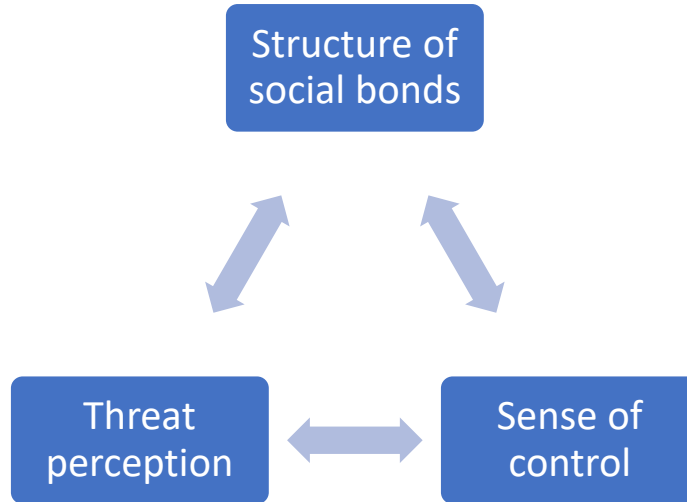 Structure of
social bonds
Threat
perception
Sense of
control